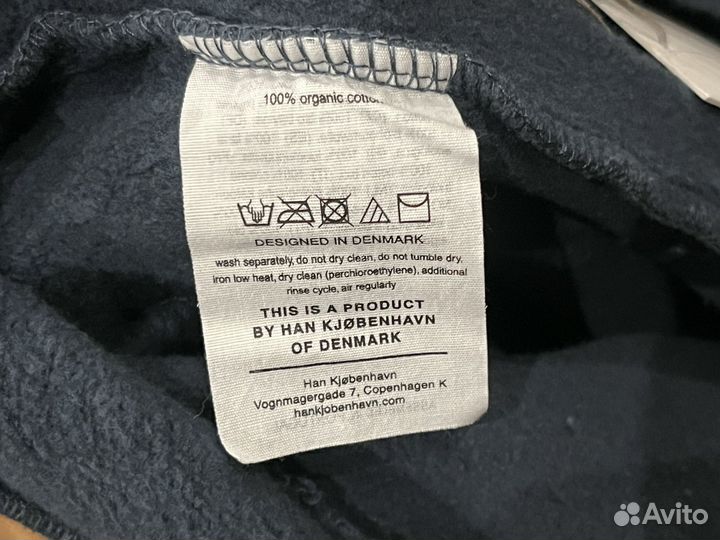 100% organic cotton
DESIGNED IN DENMARK
wash separately, do not dry clean, do not tumble dry,
iron low heat, dry clean (perchloroethylene), additional
rinse cycle, air regularly
THIS IS A PRODUCT
BY HAN KJØBENHAVN
OF DENMARK
Han Kjøbenhavn
Vognmagergade 7, Copenhagen K
hankjobenhavn.com
Avito